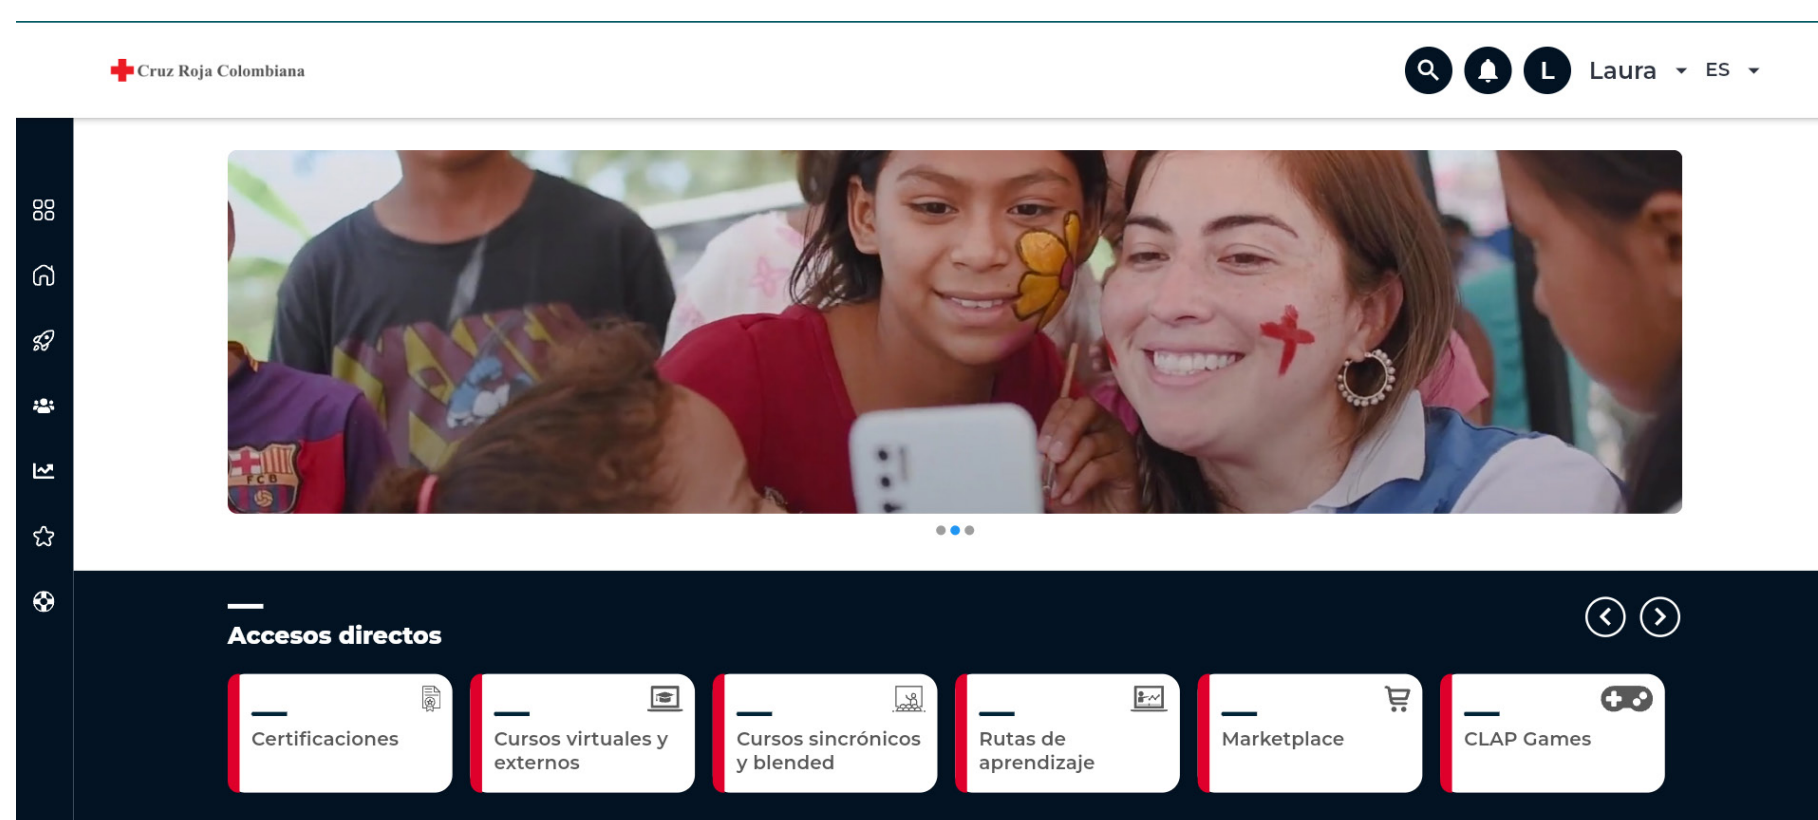 Cruz Roja Colombiana
L Laura ES
FCB
Accesos directos
Certificaciones
Cursos virtuales y
externos
Cursos sincrónicos
y blended
Rutas de
aprendizaje
Marketplace
CLAP Games